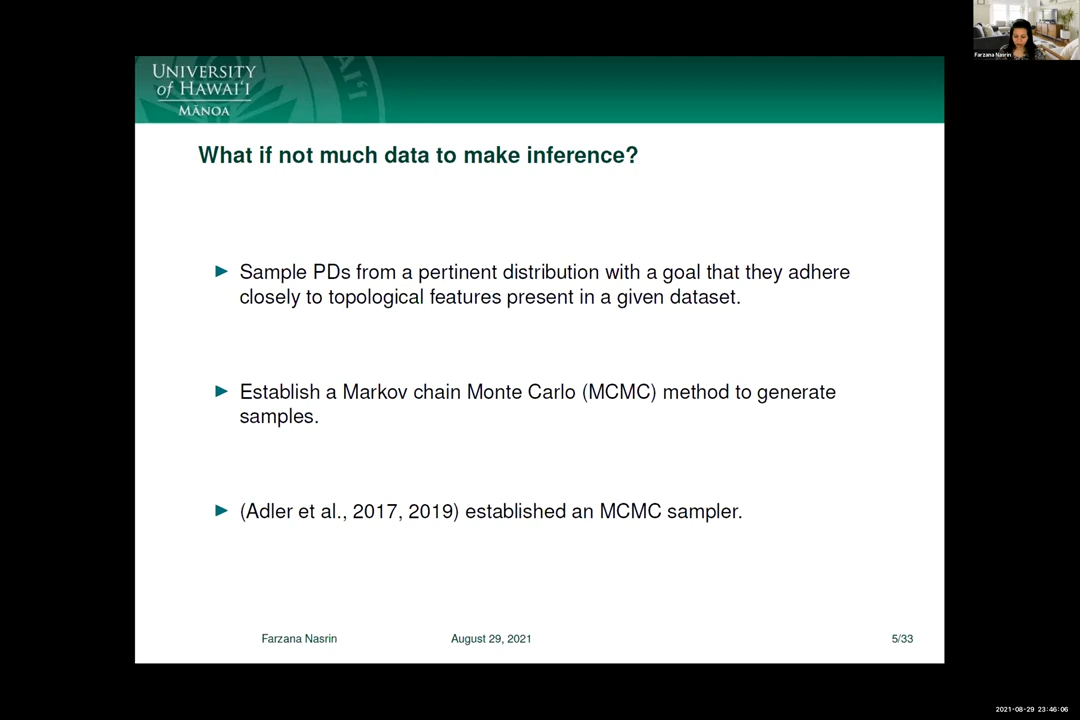 Farzana Nasrin
UNIVERSITY
of HAWAIʻI
MĀNOA
What if not much data to make inference?
Sample PDs from a pertinent distribution with a goal that they adhere
closely to topological features present in a given dataset.
Establish a Markov chain Monte Carlo (MCMC) method to generate
samples.
(Adler et al., 2017, 2019) established an MCMC sampler.
Farzana Nasrin August 29, 2021 5/33
2021-08-29 23:46:06